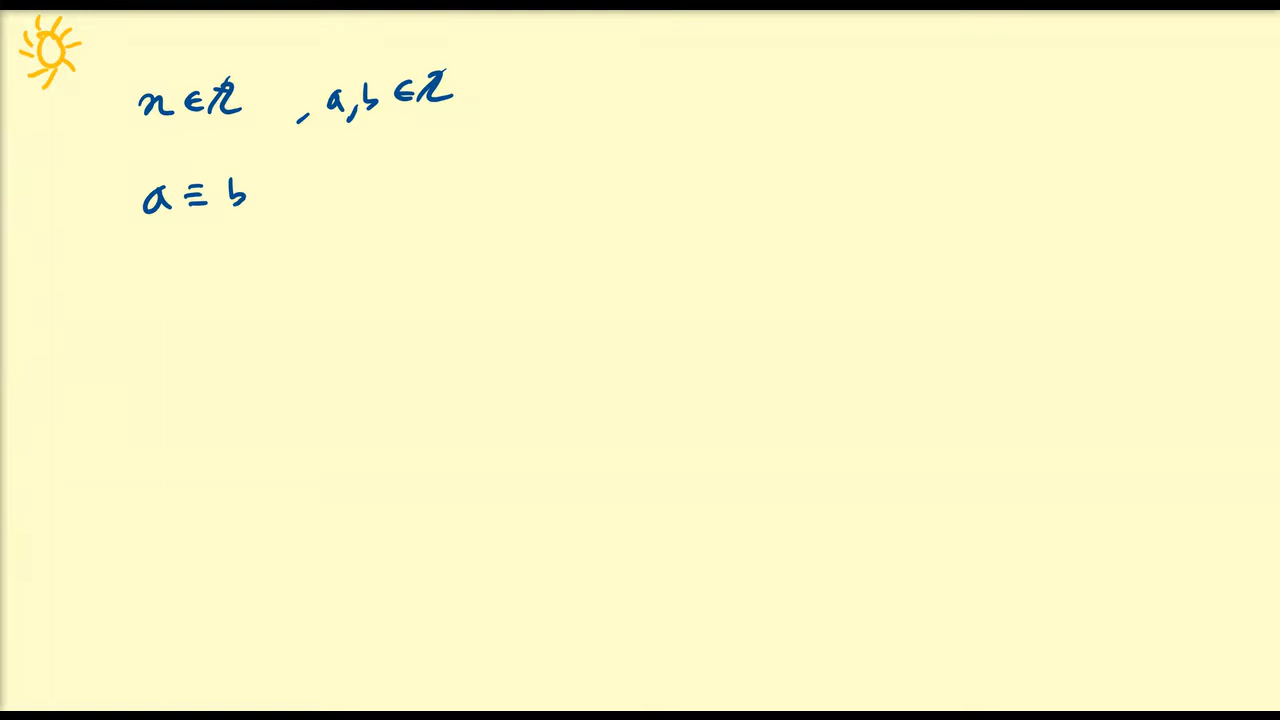 n ∈ ℤ , a, b ∈ ℤ
a ≡ b